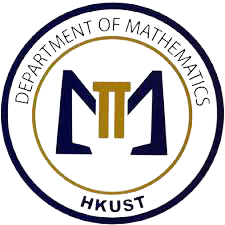 DEPARTMENT OF MATHEMATICS
M
HKUST